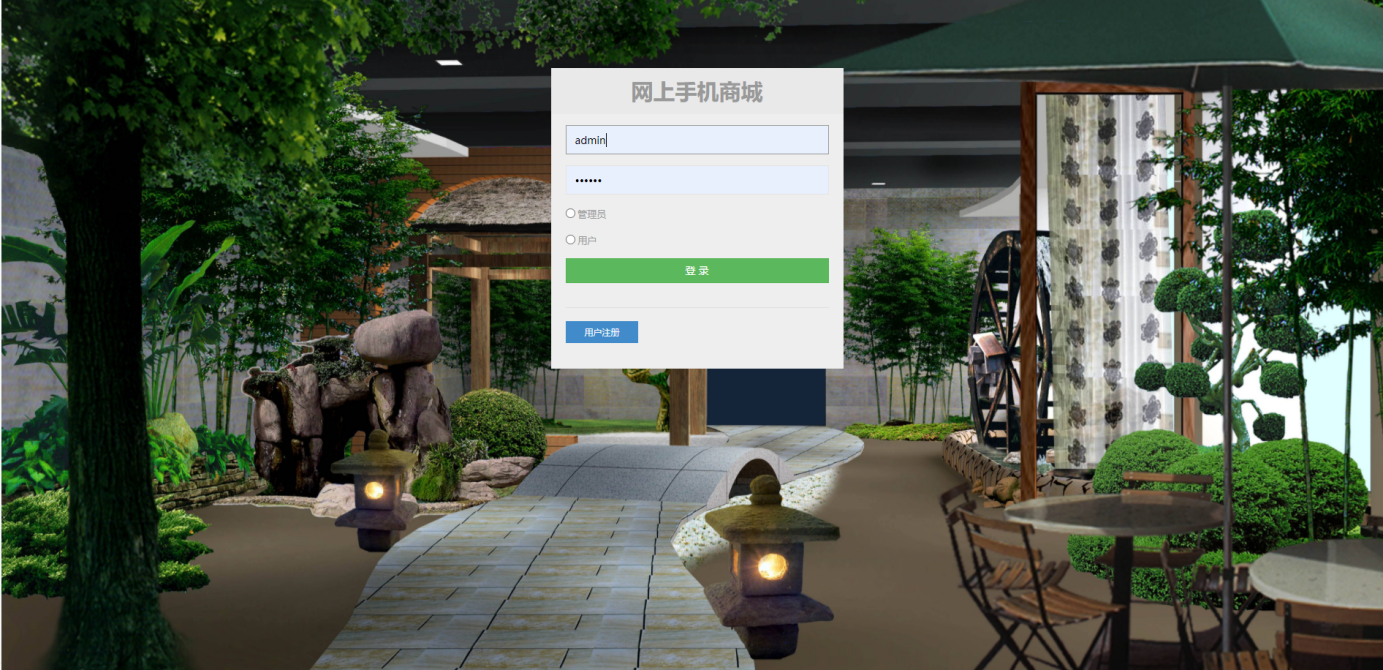 网上手机商城
admin
••••••
管理员
用户
登 录
用户注册